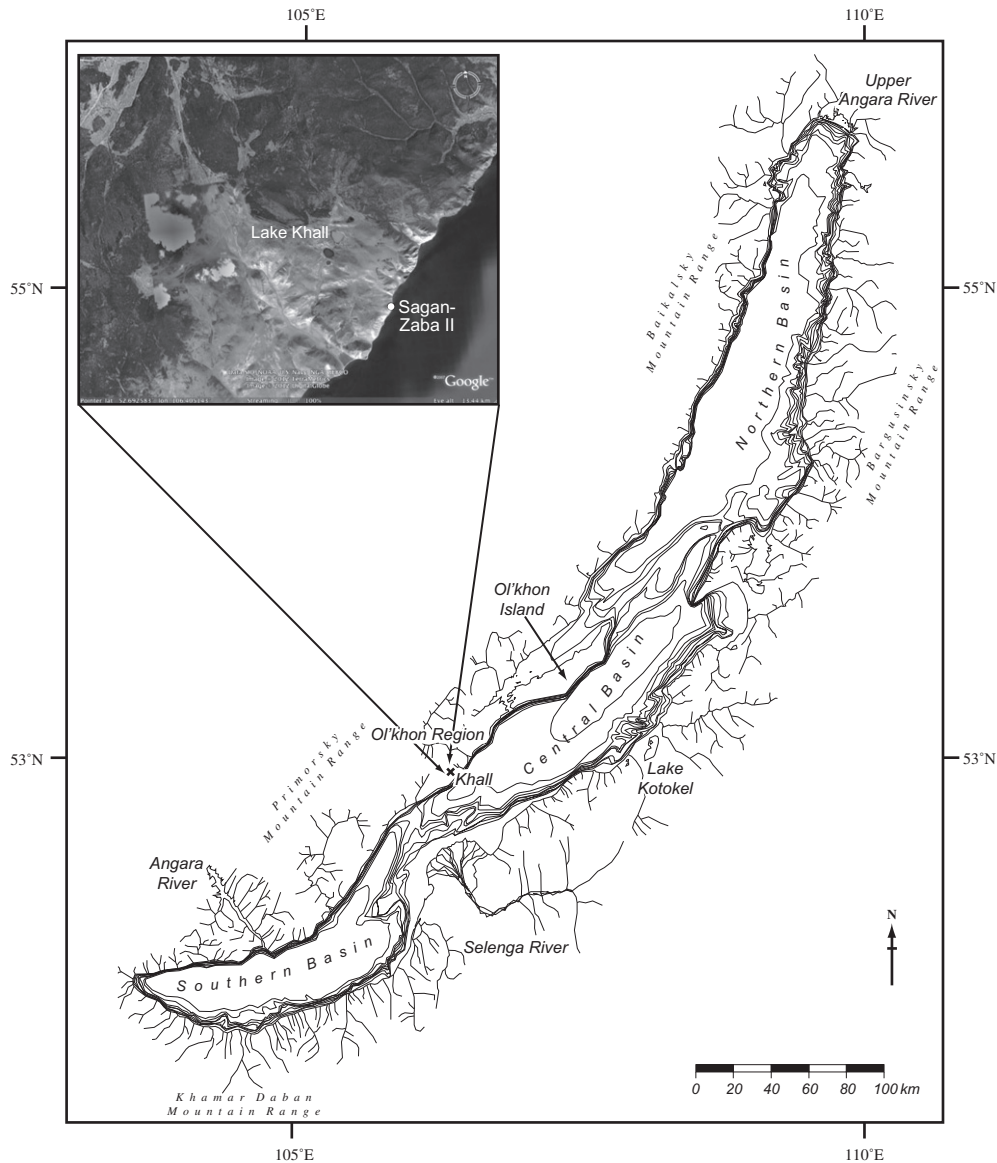 105°E
110°E
Upper
Angara River
Lake Khall
Sagan-
Zaba II
Google™
55°N
55°N
Baikalsky
Mountain Range
Northern Basin
Bargusinsky
Mountain Range
Ol'khon
Island
Central Basin
Ol'khon Region
53°N
53°N
Khall
Lake
Kotokel
Primorsky
Mountain Range
Angara
River
Selenga River
Southern Basin
N
0 20 40 60 80 100 km
Khamar Daban
Mountain Range
105°E
110°E